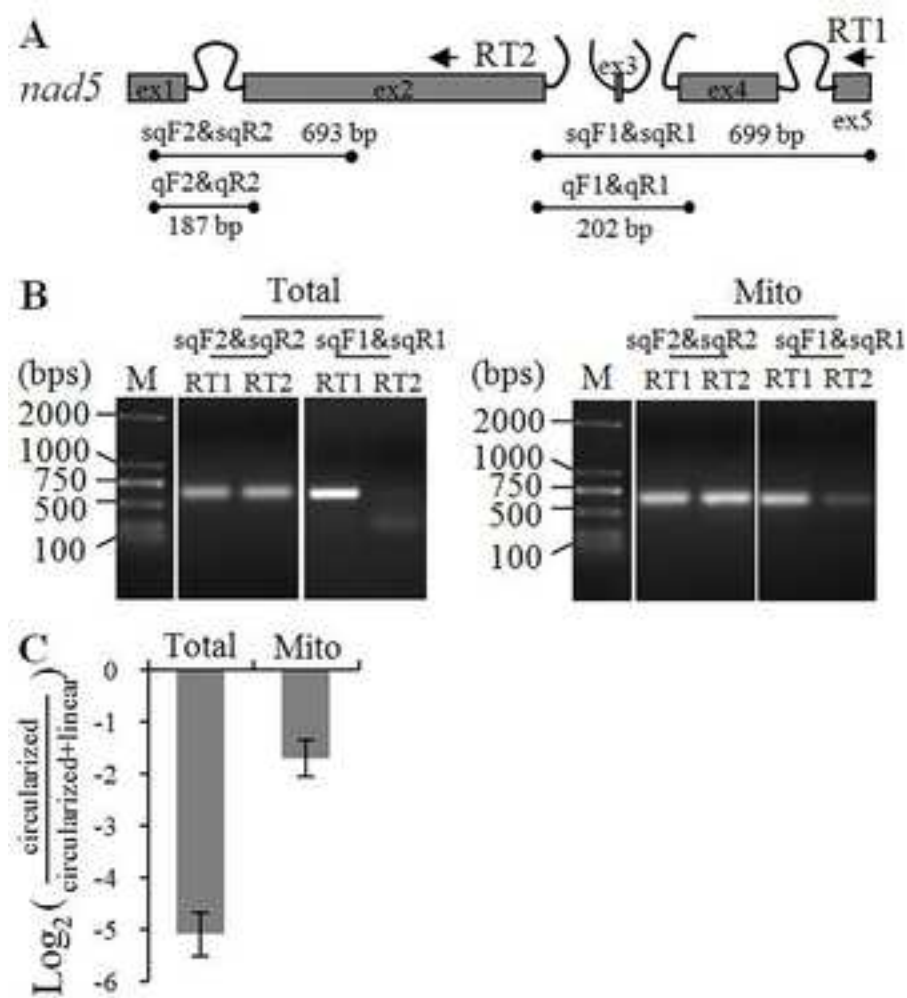 A
RT1
RT2
nad5
ex1
ex2
ex3
ex4
ex5
sqF2&sqR2 693 bp
sqF1&sqR1 699 bp
qF2&qR2
187 bp
qF1&qR1
202 bp
B
Total
sqF2&sqR2 sqF1&sqR1
(bps) M RT1 RT2 RT1 RT2
2000
1000
750
500
100
Mito
sqF2&sqR2 sqF1&sqR1
(bps) M RT1 RT2 RT1 RT2
2000
1000
750
500
100
C
Total Mito
0
-1
-2
-3
-4
-5
-6
Log2 ( circularized
circularized+linear )